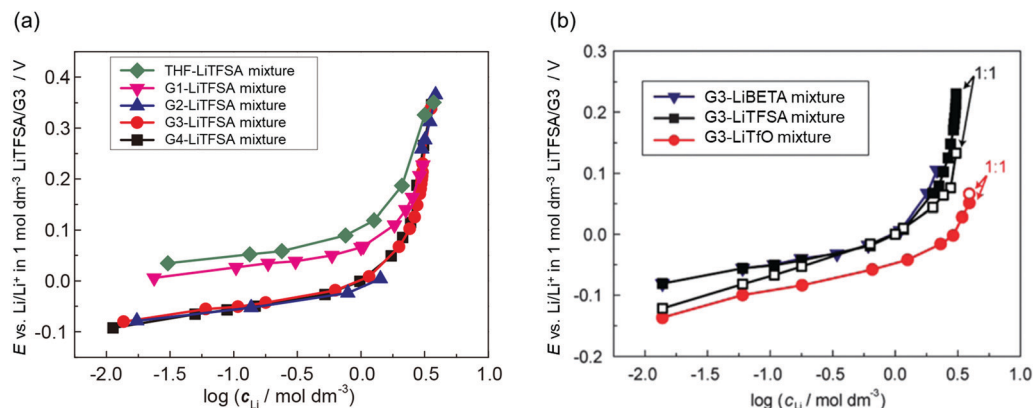 (a)
E vs. Li/Li⁺ in 1 mol dm⁻³ LiTFSA/G3 / V
0.4
0.3
0.2
0.1
0.0
-0.1
THF-LiTFSA mixture
G1-LiTFSA mixture
G2-LiTFSA mixture
G3-LiTFSA mixture
G4-LiTFSA mixture
-2.0 -1.5 -1.0 -0.5 0.0 0.5 1.0
log (c_Li / mol dm⁻³)
(b)
E vs. Li/Li⁺ in 1 mol dm⁻³ LiTFSA/G3 / V
0.3
0.2
0.1
0.0
-0.1
-0.2
G3-LiBETA mixture
G3-LiTFSA mixture
G3-LiTfO mixture
1:1
1:1
-2.0 -1.5 -1.0 -0.5 0.0 0.5 1.0
log (c_Li / mol dm⁻³)